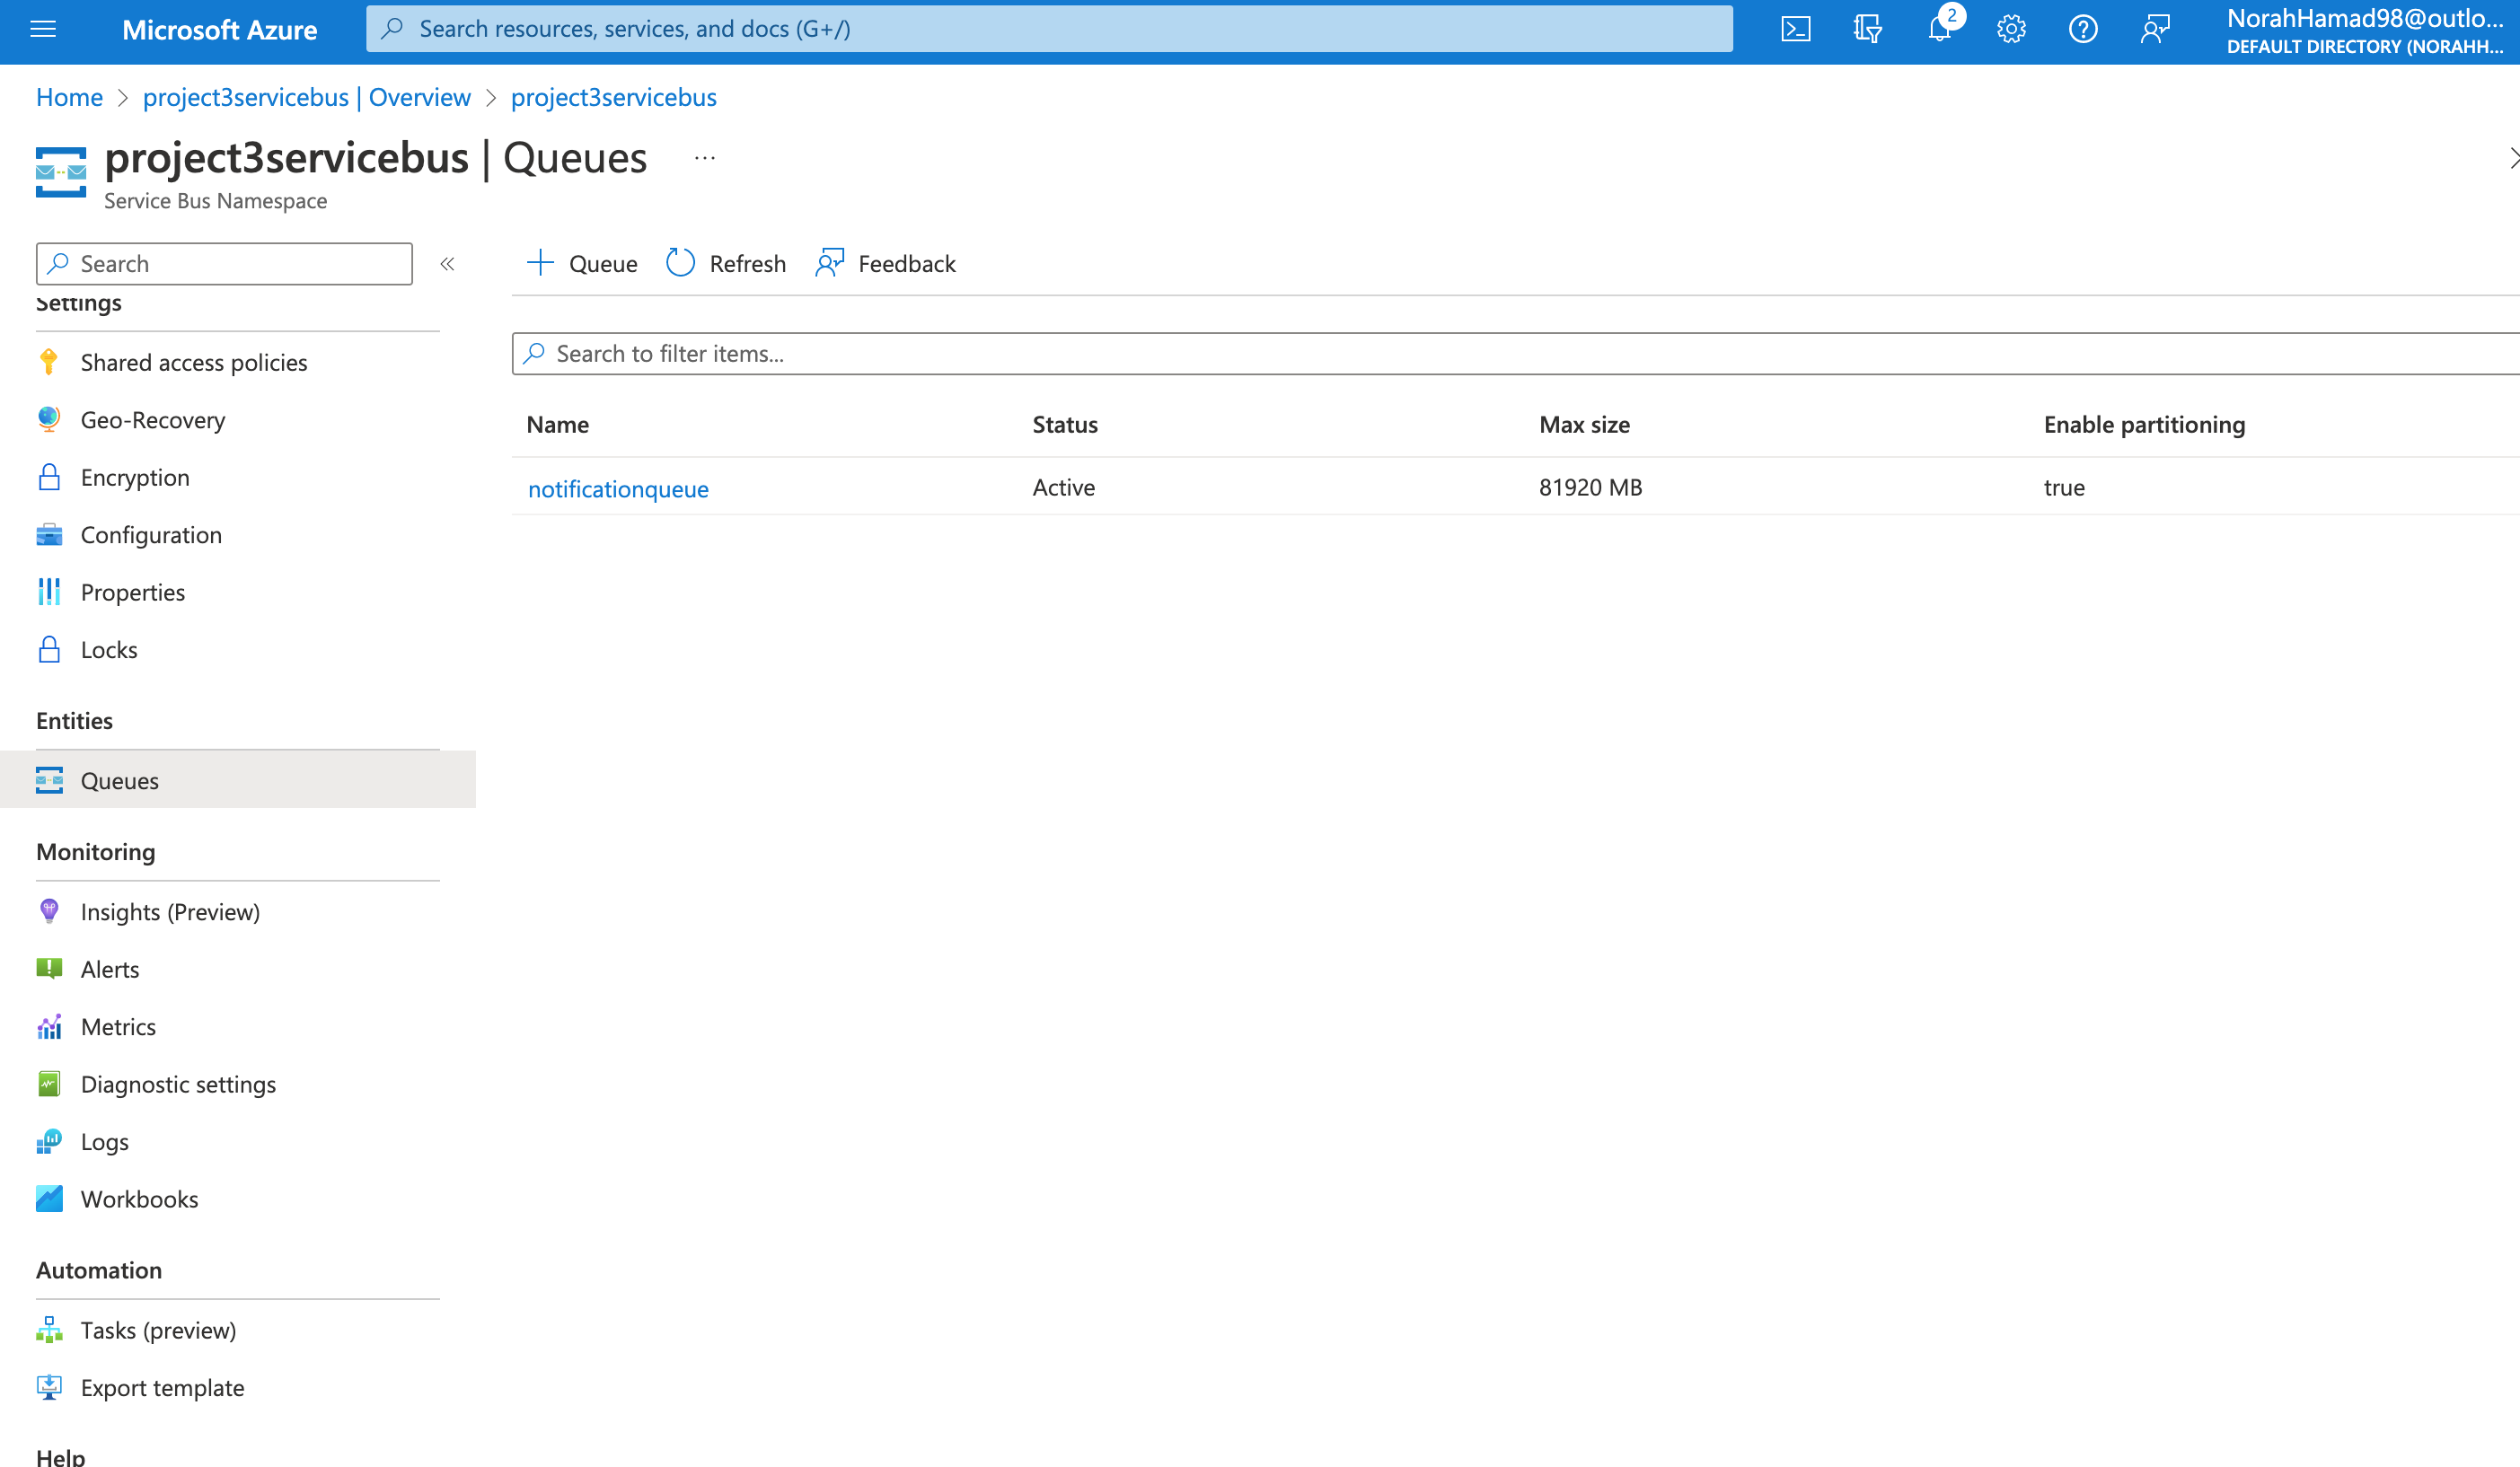 Microsoft Azure
Search resources, services, and docs (G+/)
2
NorahHamad98@outlo...
DEFAULT DIRECTORY (NORAHH...
Home > project3servicebus | Overview > project3servicebus
project3servicebus | Queues ...
Service Bus Namespace
Search
«
Queue
Refresh
Feedback
Settings
Shared access policies
Geo-Recovery
Encryption
Configuration
Properties
Locks
Entities
Queues
Monitoring
Insights (Preview)
Alerts
Metrics
Diagnostic settings
Logs
Workbooks
Automation
Tasks (preview)
Export template
Help
Search to filter items...
Name Status Max size Enable partitioning
notificationqueue Active 81920 MB true